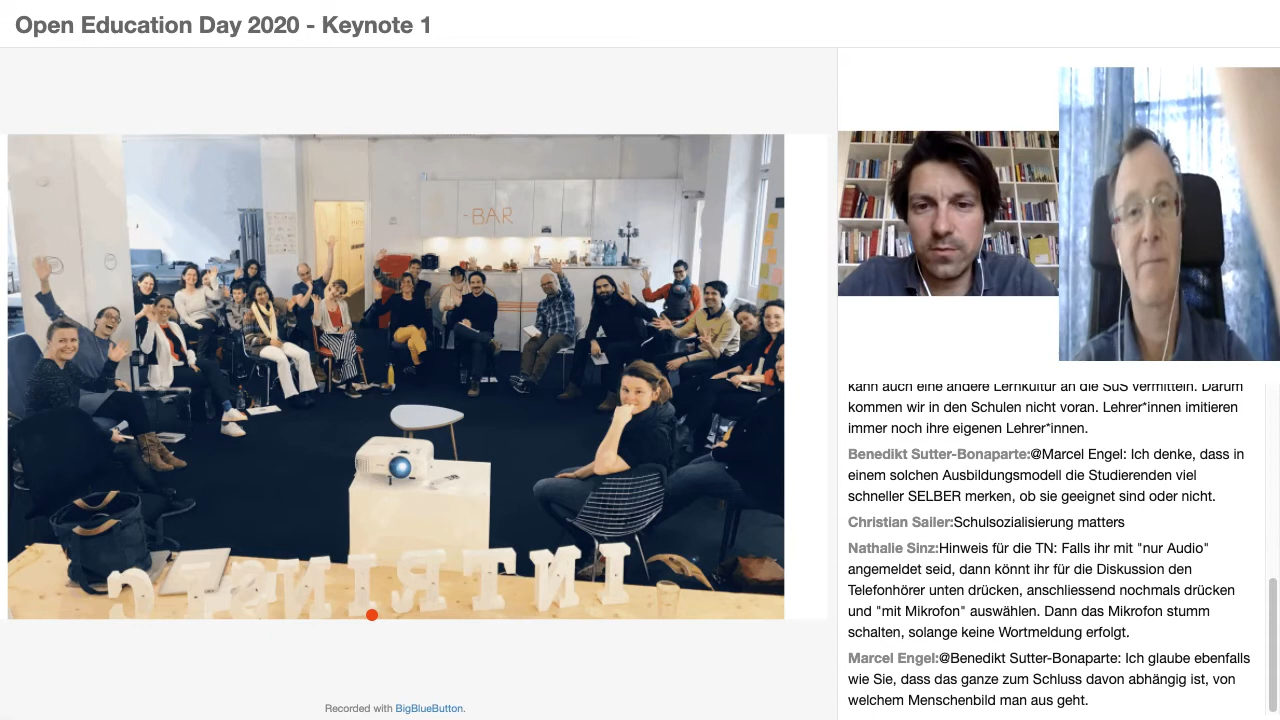 Open Education Day 2020 - Keynote 1
-BAR
INTRINSIC
Recorded with BigBlueButton.
kann auch eine andere Lernkultur an die SuS vermitteln. Darum
kommen wir in den Schulen nicht voran. Lehrer*innen imitieren
immer noch ihre eigenen Lehrer*innen.
Benedikt Sutter-Bonaparte:@Marcel Engel: Ich denke, dass in
einem solchen Ausbildungsmodell die Studierenden viel
schneller SELBER merken, ob sie geeignet sind oder nicht.
Christian Sailer:Schulsozialisierung matters
Nathalie Sinz:Hinweis für die TN: Falls ihr mit "nur Audio"
angemeldet seid, dann könnt ihr für die Diskussion den
Telefonhörer unten drücken, anschliessend nochmals drücken
und "mit Mikrofon" auswählen. Dann das Mikrofon stumm
schalten, solange keine Wortmeldung erfolgt.
Marcel Engel:@Benedikt Sutter-Bonaparte: Ich glaube ebenfalls
wie Sie, dass das ganze zum Schluss davon abhängig ist, von
welchem Menschenbild man aus geht.